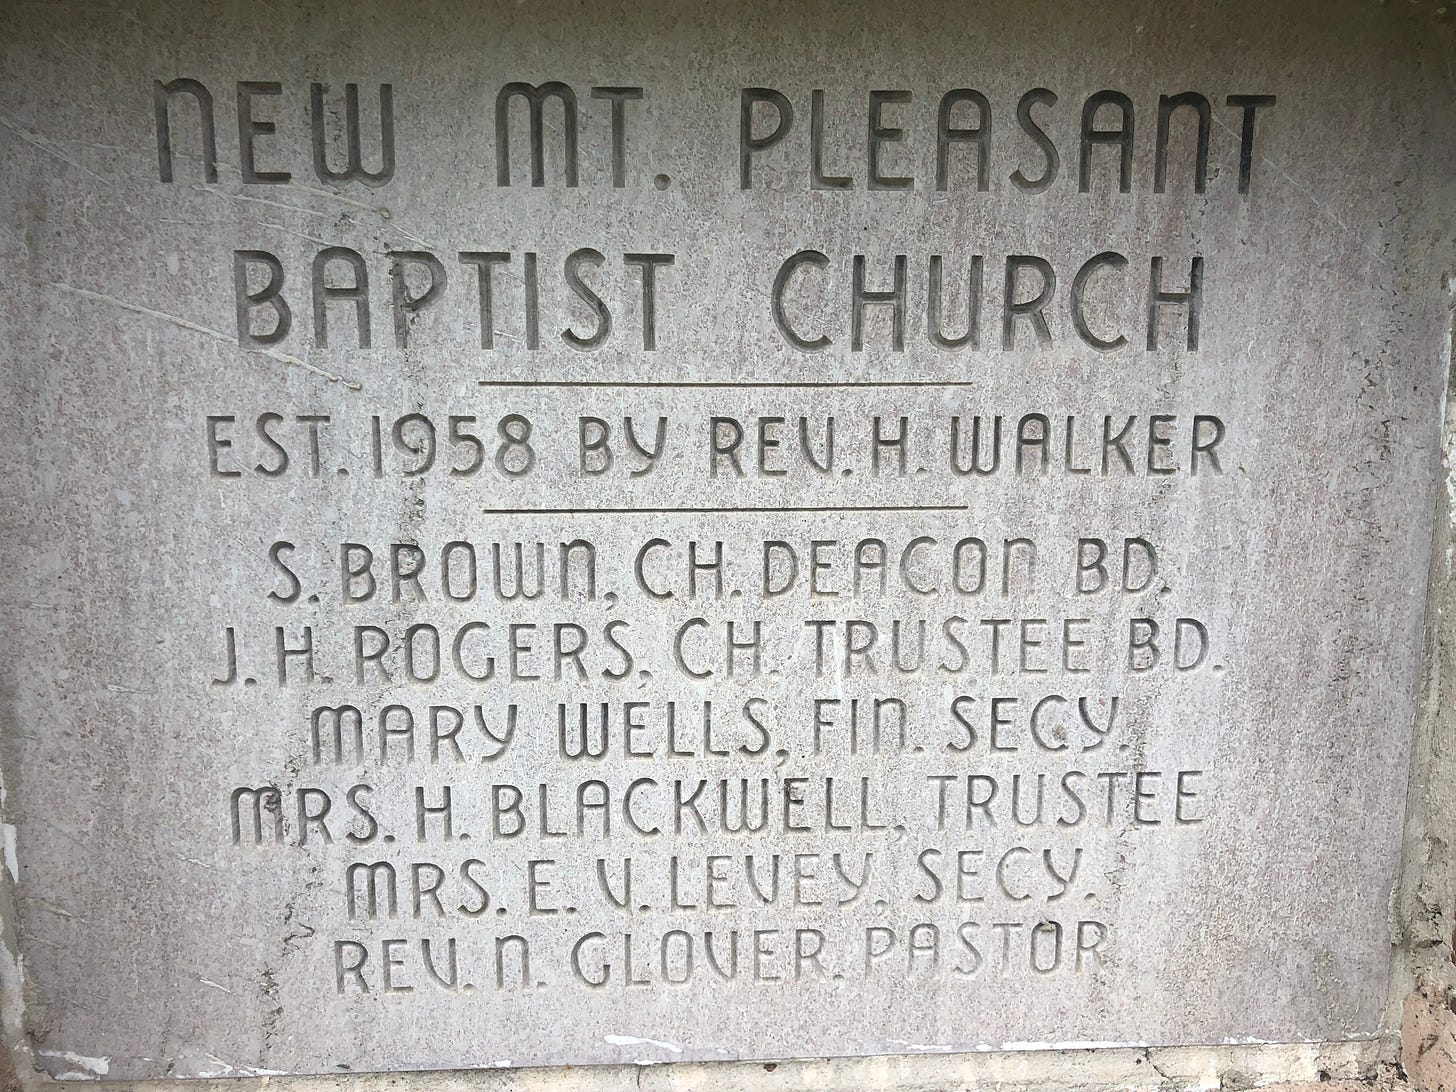 NEW MT. PLEASANT
BAPTIST CHURCH
EST. 1958 BY REV. H. WALKER
S. BROWN, CH. DEACON BD.
J. H. ROGERS, CH. TRUSTEE BD.
MARY WELLS, FIN. SECY.
MRS. H. BLACKWELL, TRUSTEE
MRS. E. V. LEVEY, SECY.
REV. N. GLOVER, PASTOR